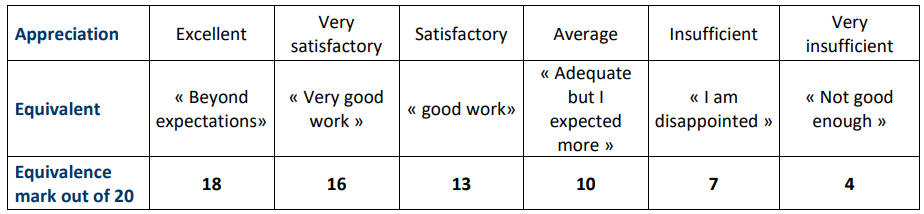 Appreciation
Excellent
Very
satisfactory
Satisfactory
Average
Insufficient
Very
insufficient
Equivalent
« Beyond
expectations»
« Very good
work »
« good work»
« Adequate
but I
expected
more »
« I am
disappointed »
« Not good
enough »
Equivalence
mark out of 20
18
16
13
10
7
4